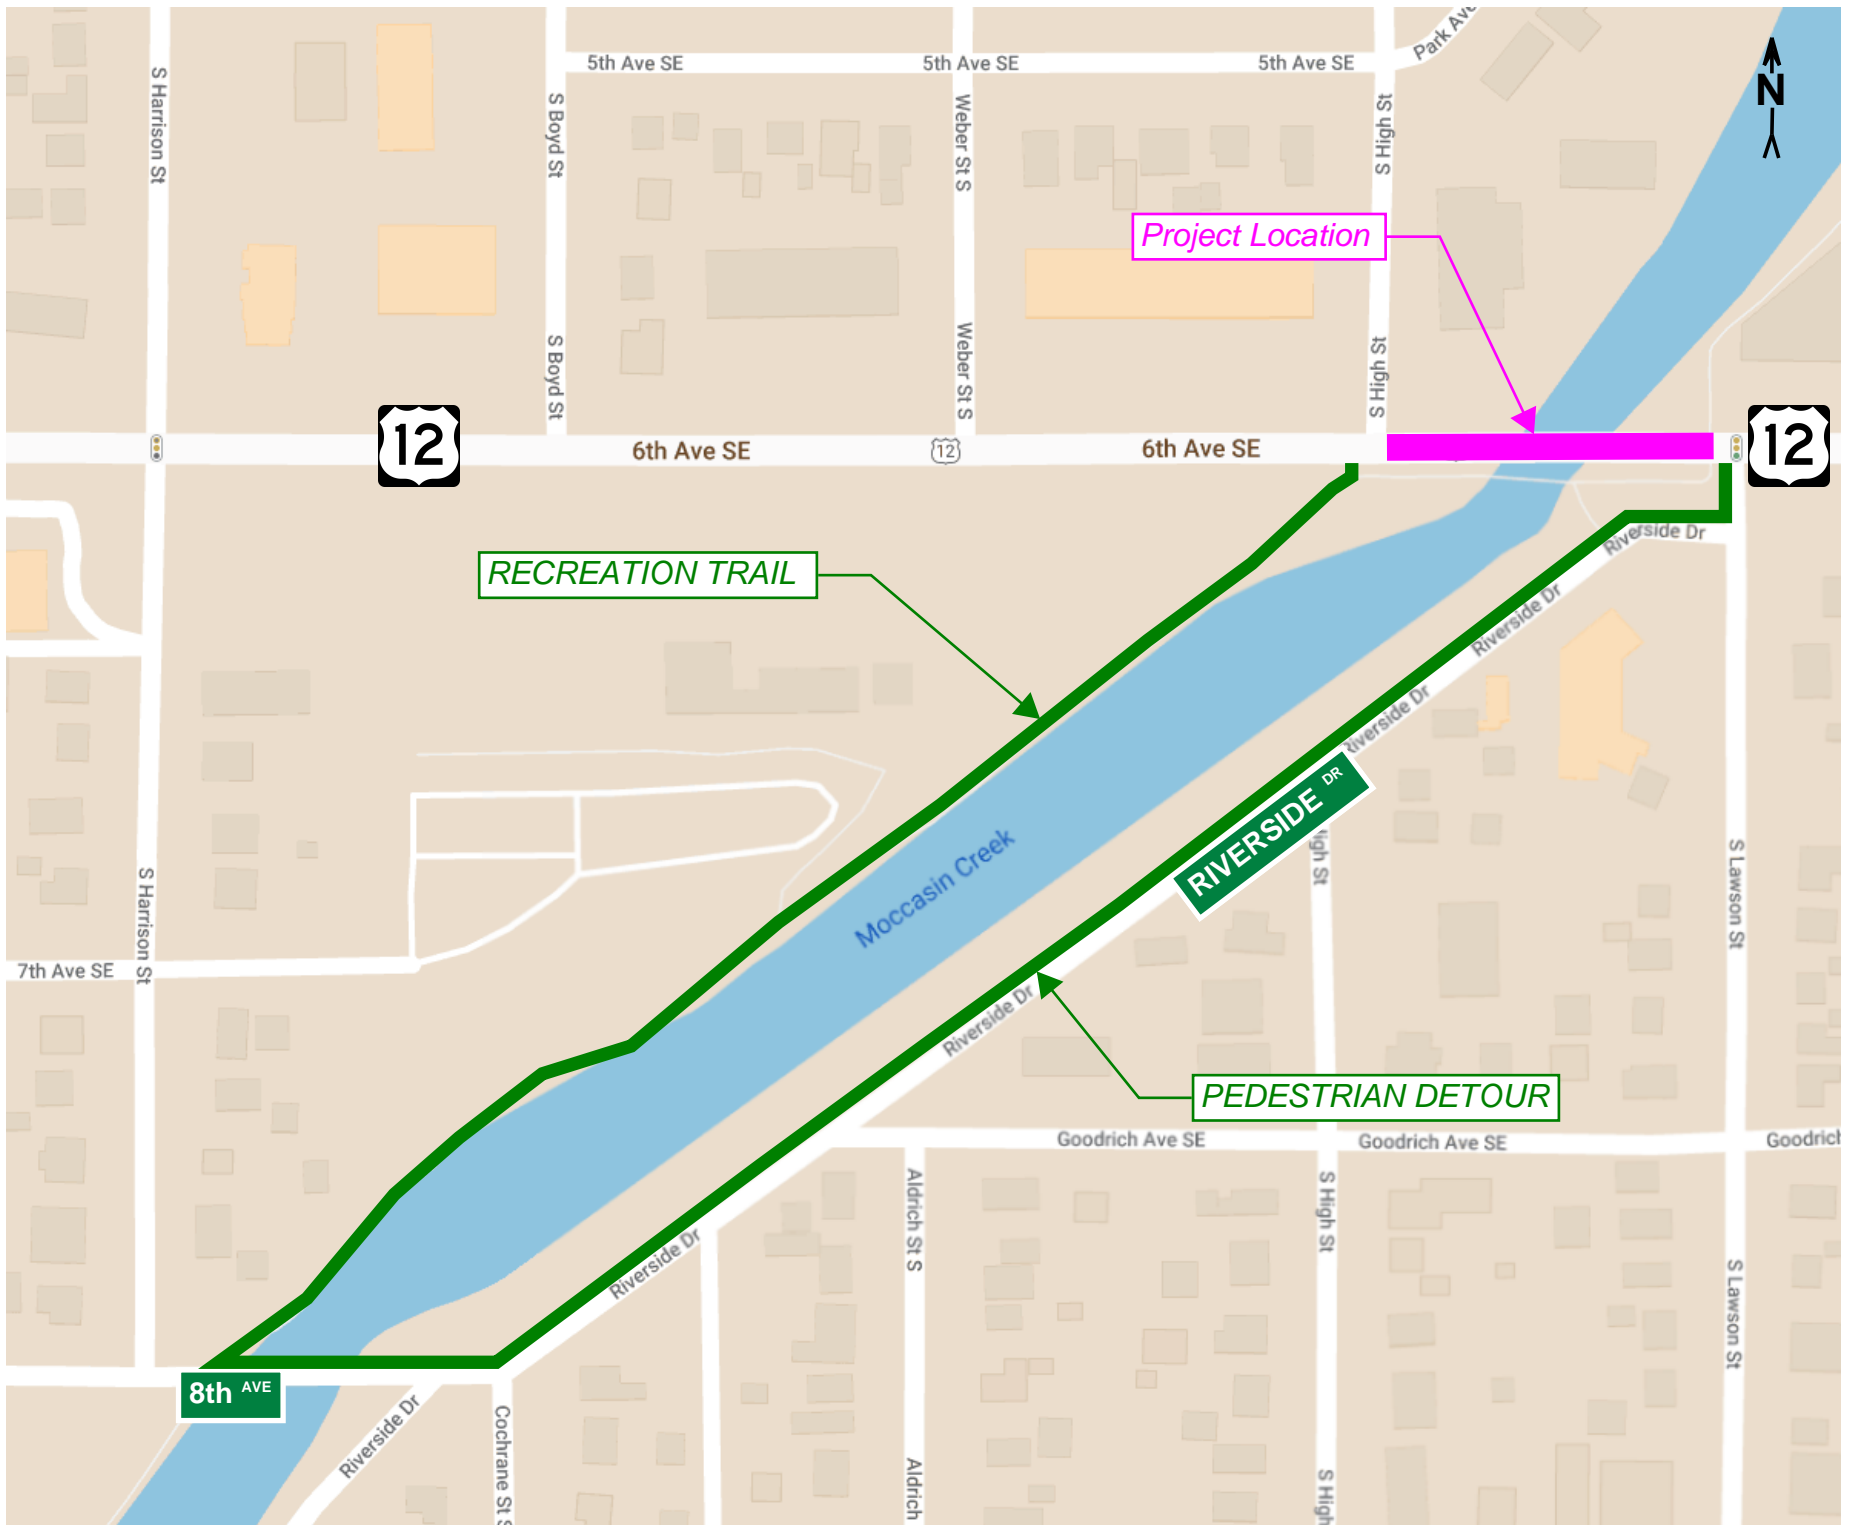 Park Ave
N
5th Ave SE
5th Ave SE
5th Ave SE
S Harrison St
S Boyd St
Weber St S
S High St
Project Location
S Boyd St
Weber St S
S High St
12
6th Ave SE
12
6th Ave SE
12
Riverside Dr
RECREATION TRAIL
Riverside Dr
Riverside Dr
RIVERSIDE DR
Moccasin Creek
High St
S Lawson St
S Harrison St
7th Ave SE
Riverside Dr
PEDESTRIAN DETOUR
Goodrich Ave SE
Goodrich Ave SE
Goodrich
Aldrich St S
S High St
Riverside Dr
S Lawson St
8th AVE
Riverside Dr
Cochrane St S
Aldrich
S High